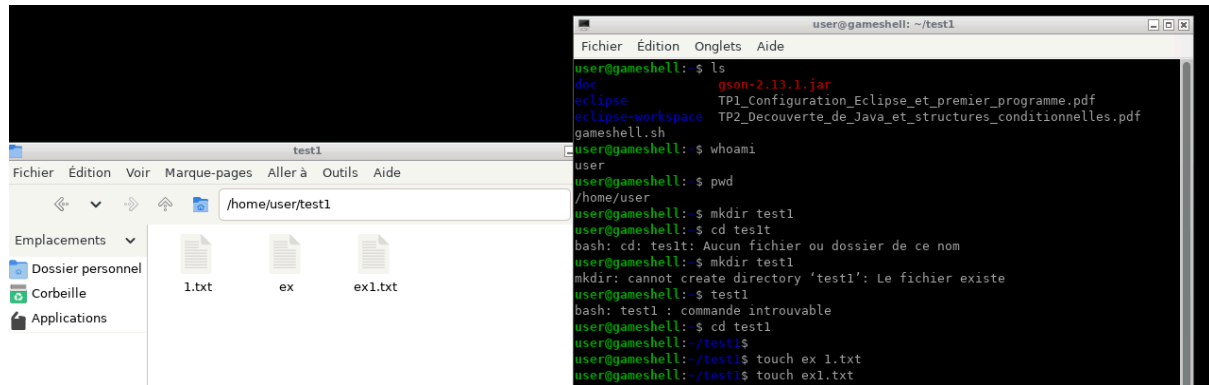 test1
Fichier Édition Voir Marque-pages Aller à Outils Aide
/home/user/test1
Emplacements
Dossier personnel
Corbeille
Applications
1.txt ex ex1.txt
user@gameshell: ~/test1
Fichier Édition Onglets Aide
user@gameshell:~$ ls
doc gson-2.13.1.jar
eclipse TP1_Configuration_Eclipse_et_premier_programme.pdf
eclipse-workspace TP2_Decouverte_de_Java_et_structures_conditionnelles.pdf
gameshell.sh
user@gameshell:~$ whoami
user
user@gameshell:~$ pwd
/home/user
user@gameshell:~$ mkdir test1
user@gameshell:~$ cd tes1t
bash: cd: tes1t: Aucun fichier ou dossier de ce nom
user@gameshell:~$ mkdir test1
mkdir: cannot create directory ‘test1’: Le fichier existe
user@gameshell:~$ test1
bash: test1 : commande introuvable
user@gameshell:~$ cd test1
user@gameshell:~/test1$
user@gameshell:~/test1$ touch ex 1.txt
user@gameshell:~/test1$ touch ex1.txt